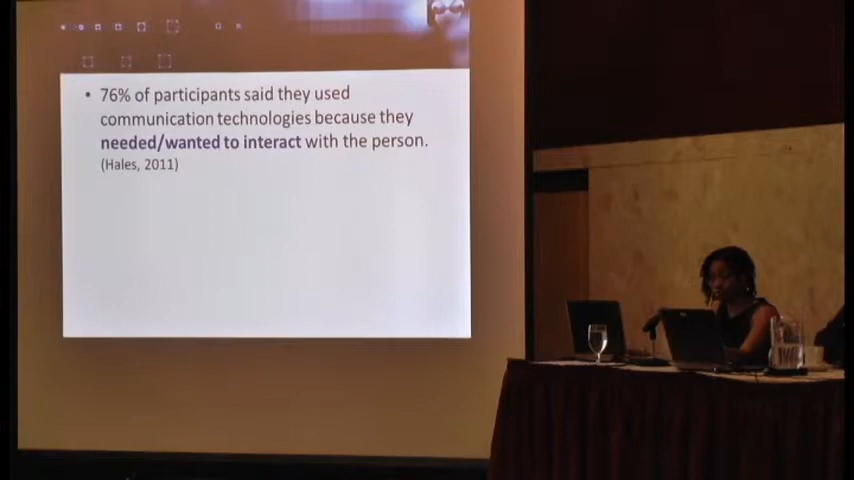 • 76% of participants said they used
communication technologies because they
needed/wanted to interact with the person.
(Hales, 2011)